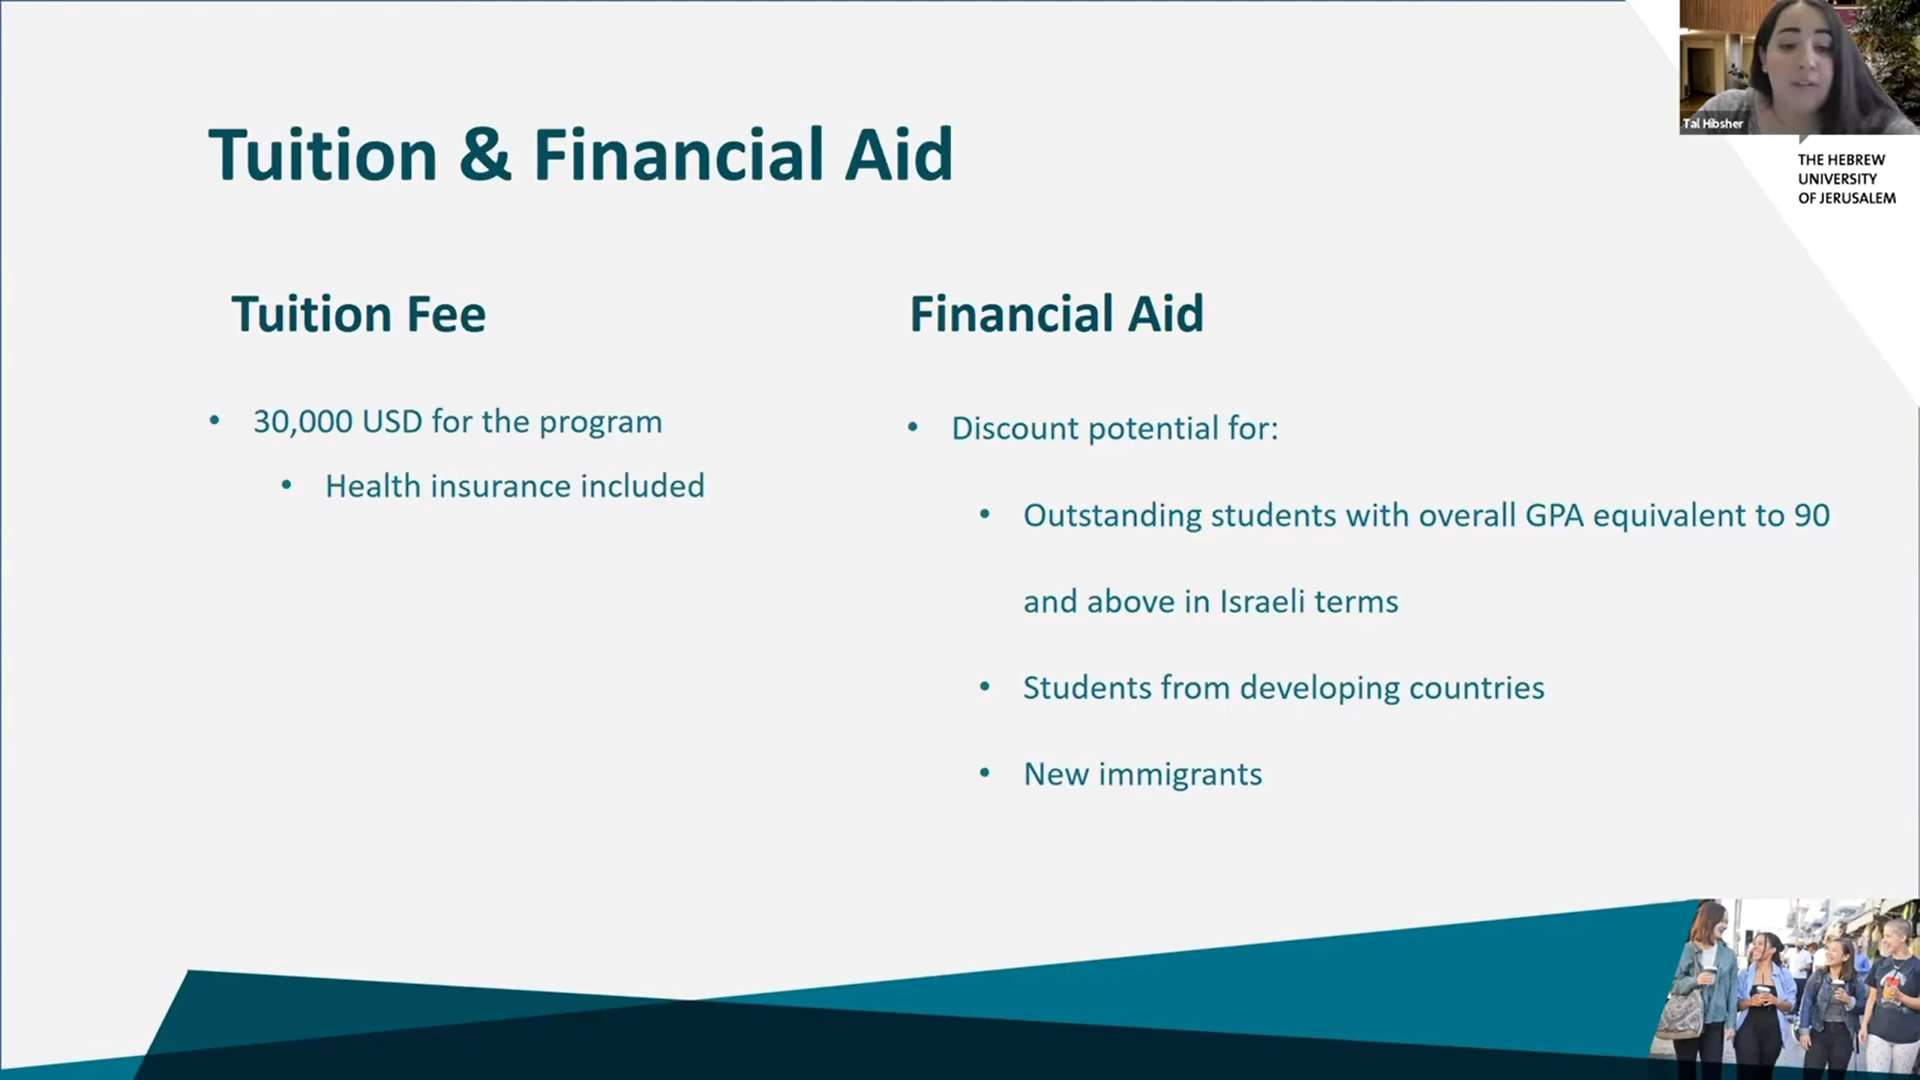 Tal Hibsher
THE HEBREW
UNIVERSITY
OF JERUSALEM
Tuition & Financial Aid
Tuition Fee
• 30,000 USD for the program
• Health insurance included
Financial Aid
• Discount potential for:
• Outstanding students with overall GPA equivalent to 90
and above in Israeli terms
• Students from developing countries
• New immigrants